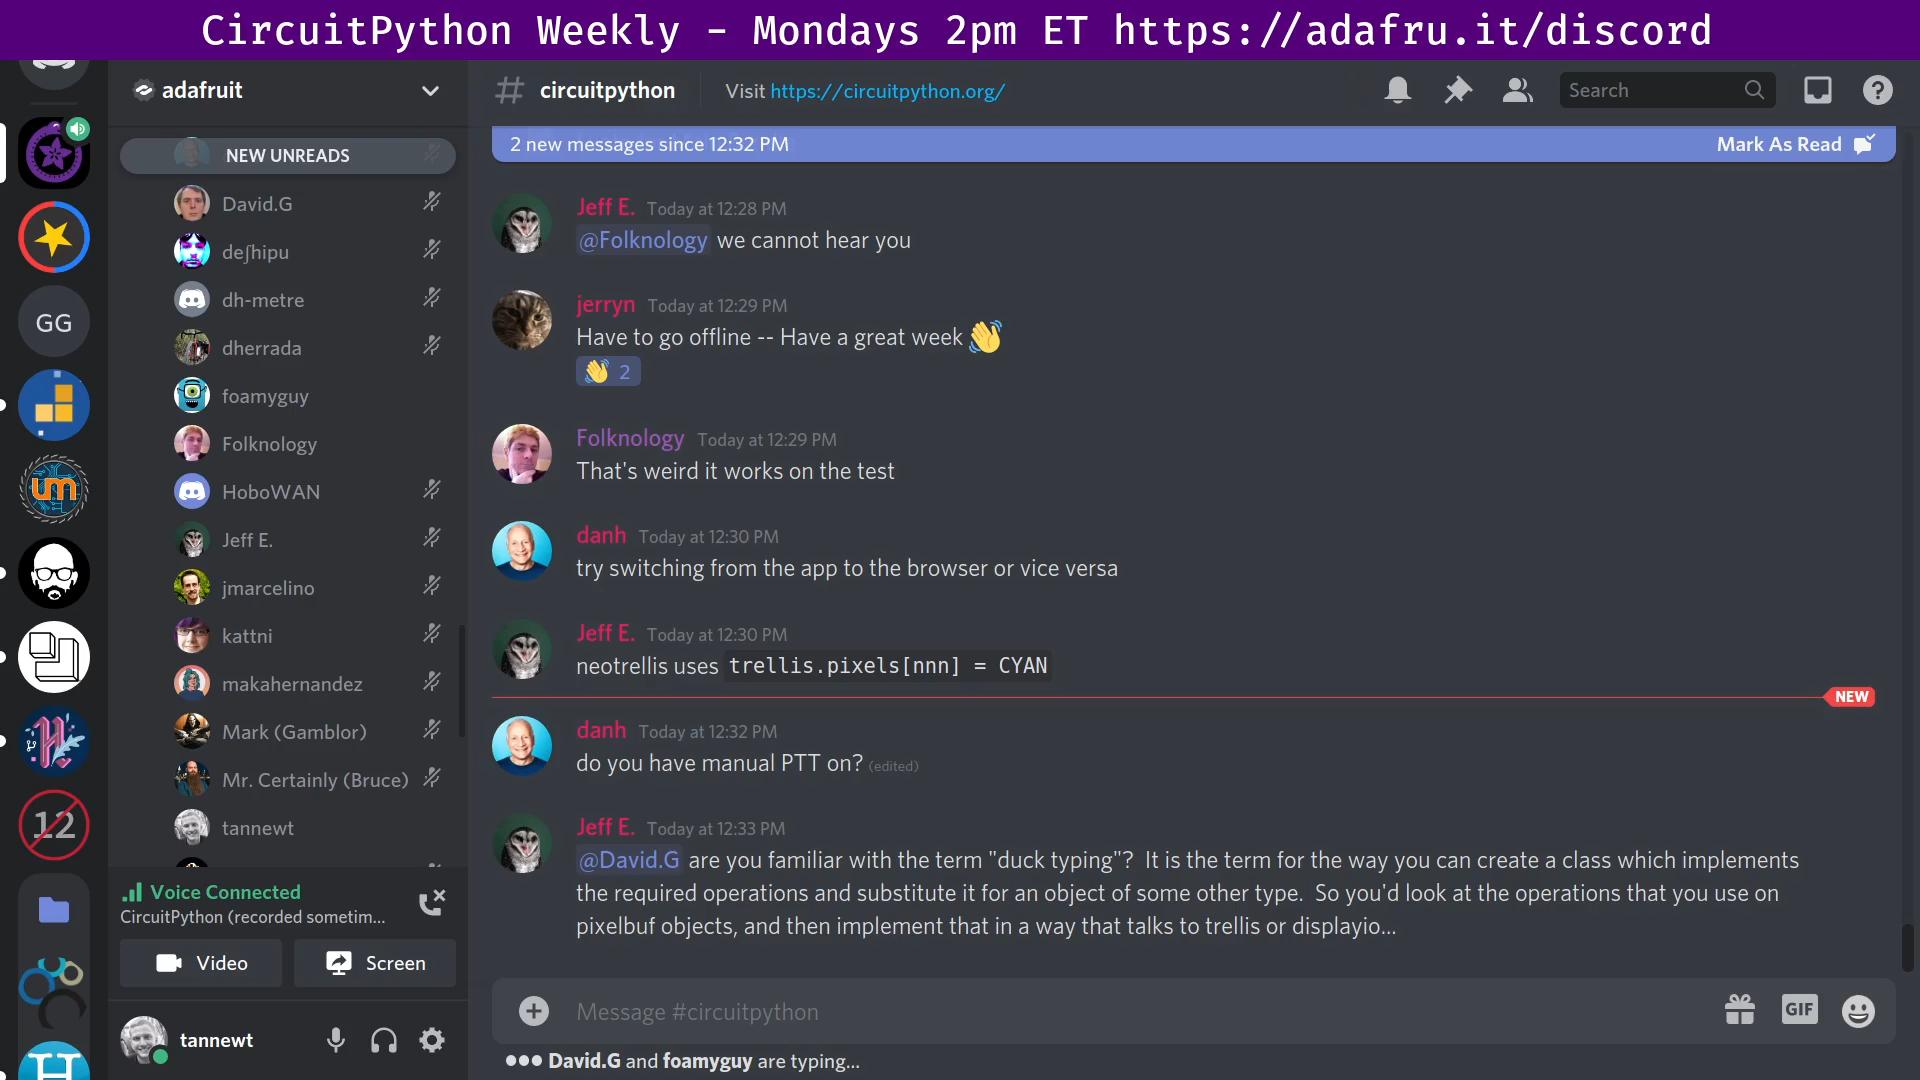 CircuitPython Weekly – Mondays 2pm ET https://adafru.it/discord
adafruit
circuitpython
Visit https://circuitpython.org/
Search
NEW UNREADS
David.G
deʃhipu
dh-metre
dherrada
foamyguy
Folknology
HoboWAN
Jeff E.
jmarcelino
kattni
makahernandez
Mark (Gamblor)
Mr. Certainly (Bruce)
tannewt
GG
um
12
H
Voice Connected
CircuitPython (recorded sometim...
Video
Screen
tannewt
2 new messages since 12:32 PM
Mark As Read
Jeff E. Today at 12:28 PM
@Folknology we cannot hear you
jerryn Today at 12:29 PM
Have to go offline -- Have a great week 👋
👋 2
Folknology Today at 12:29 PM
That's weird it works on the test
danh Today at 12:30 PM
try switching from the app to the browser or vice versa
Jeff E. Today at 12:30 PM
neotrellis uses trellis.pixels[nnn] = CYAN
NEW
danh Today at 12:32 PM
do you have manual PTT on? (edited)
Jeff E. Today at 12:33 PM
@David.G are you familiar with the term "duck typing"? It is the term for the way you can create a class which implements
the required operations and substitute it for an object of some other type. So you'd look at the operations that you use on
pixelbuf objects, and then implement that in a way that talks to trellis or displayio...
Message #circuitpython
GIF
David.G and foamyguy are typing...